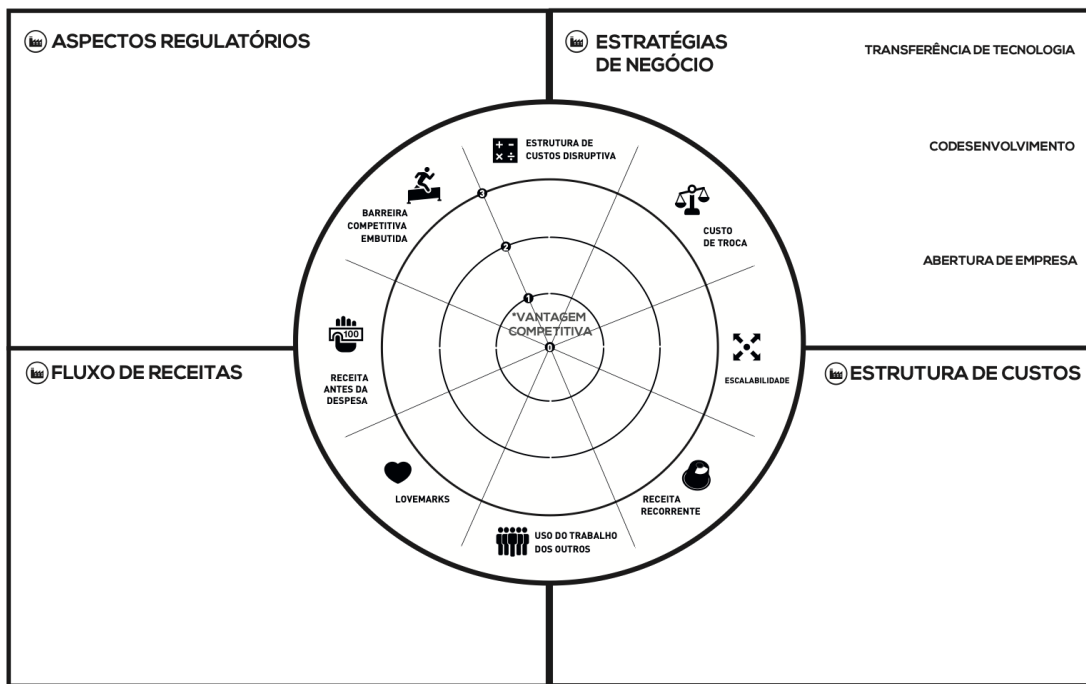 ASPECTOS REGULATÓRIOS
ESTRATÉGIAS
DE NEGÓCIO
TRANSFERÊNCIA DE TECNOLOGIA
CODESENVOLVIMENTO
ABERTURA DE EMPRESA
ESTRUTURA DE
CUSTOS DISRUPTIVA
BARREIRA
COMPETITIVA
EMBUTIDA
CUSTO
DE TROCA
3
2
1
*VANTAGEM
COMPETITIVA
0
100
RECEITA
ANTES DA
DESPESA
ESCALABILIDADE
FLUXO DE RECEITAS
ESTRUTURA DE CUSTOS
LOVEMARKS
RECEITA
RECORRENTE
USO DO TRABALHO
DOS OUTROS